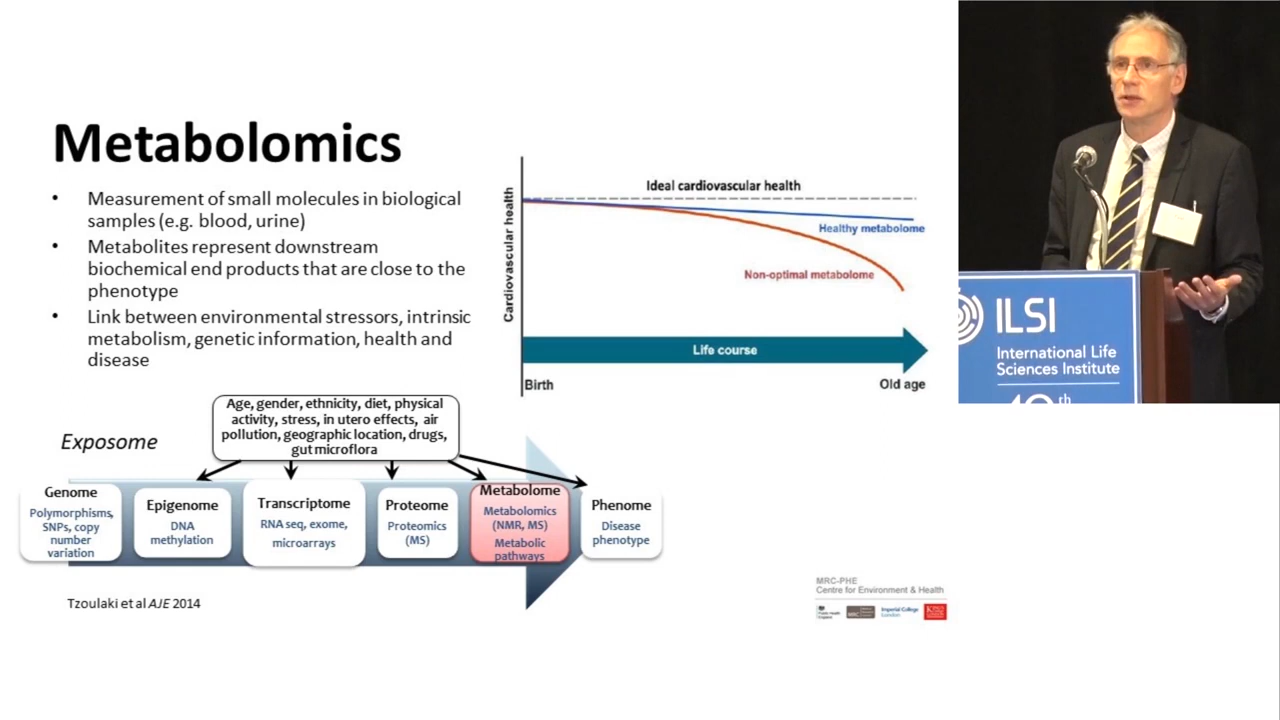 Metabolomics
• Measurement of small molecules in biological
samples (e.g. blood, urine)
• Metabolites represent downstream
biochemical end products that are close to the
phenotype
• Link between environmental stressors, intrinsic
metabolism, genetic information, health and
disease
Cardiovascular health
Ideal cardiovascular health
Healthy metabolome
Non-optimal metabolome
Life course
Birth
Old age
Exposome
Age, gender, ethnicity, diet, physical
activity, stress, in utero effects, air
pollution, geographic location, drugs,
gut microflora
Genome
Polymorphisms,
SNPs, copy
number
variation
Epigenome
DNA
methylation
Transcriptome
RNA seq, exome,
microarrays
Proteome
Proteomics
(MS)
Metabolome
Metabolomics
(NMR, MS)
Metabolic
pathways
Phenome
Disease
phenotype
Tzoulaki et al AJE 2014
MRC-PHE
Centre for Environment & Health
MRC
Imperial College
London
ILSI
International Life
Sciences Institute